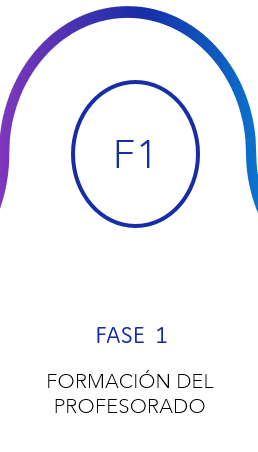 F1
FASE 1
FORMACIÓN DEL
PROFESORADO